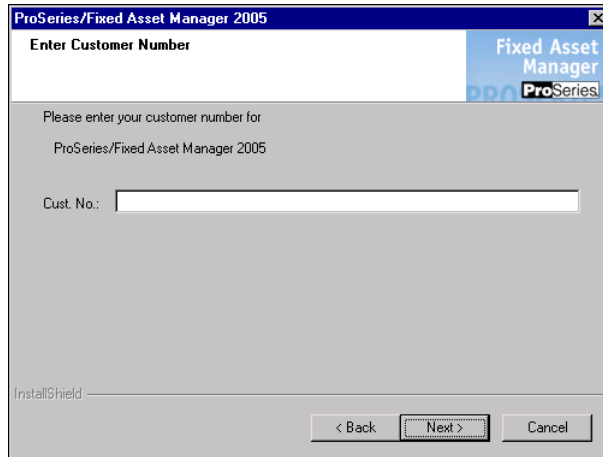 ProSeries/Fixed Asset Manager 2005
Enter Customer Number
Fixed Asset
Manager
ProSeries.
Please enter your customer number for
ProSeries/Fixed Asset Manager 2005
Cust. No.:
InstallShield
< Back
Next >
Cancel